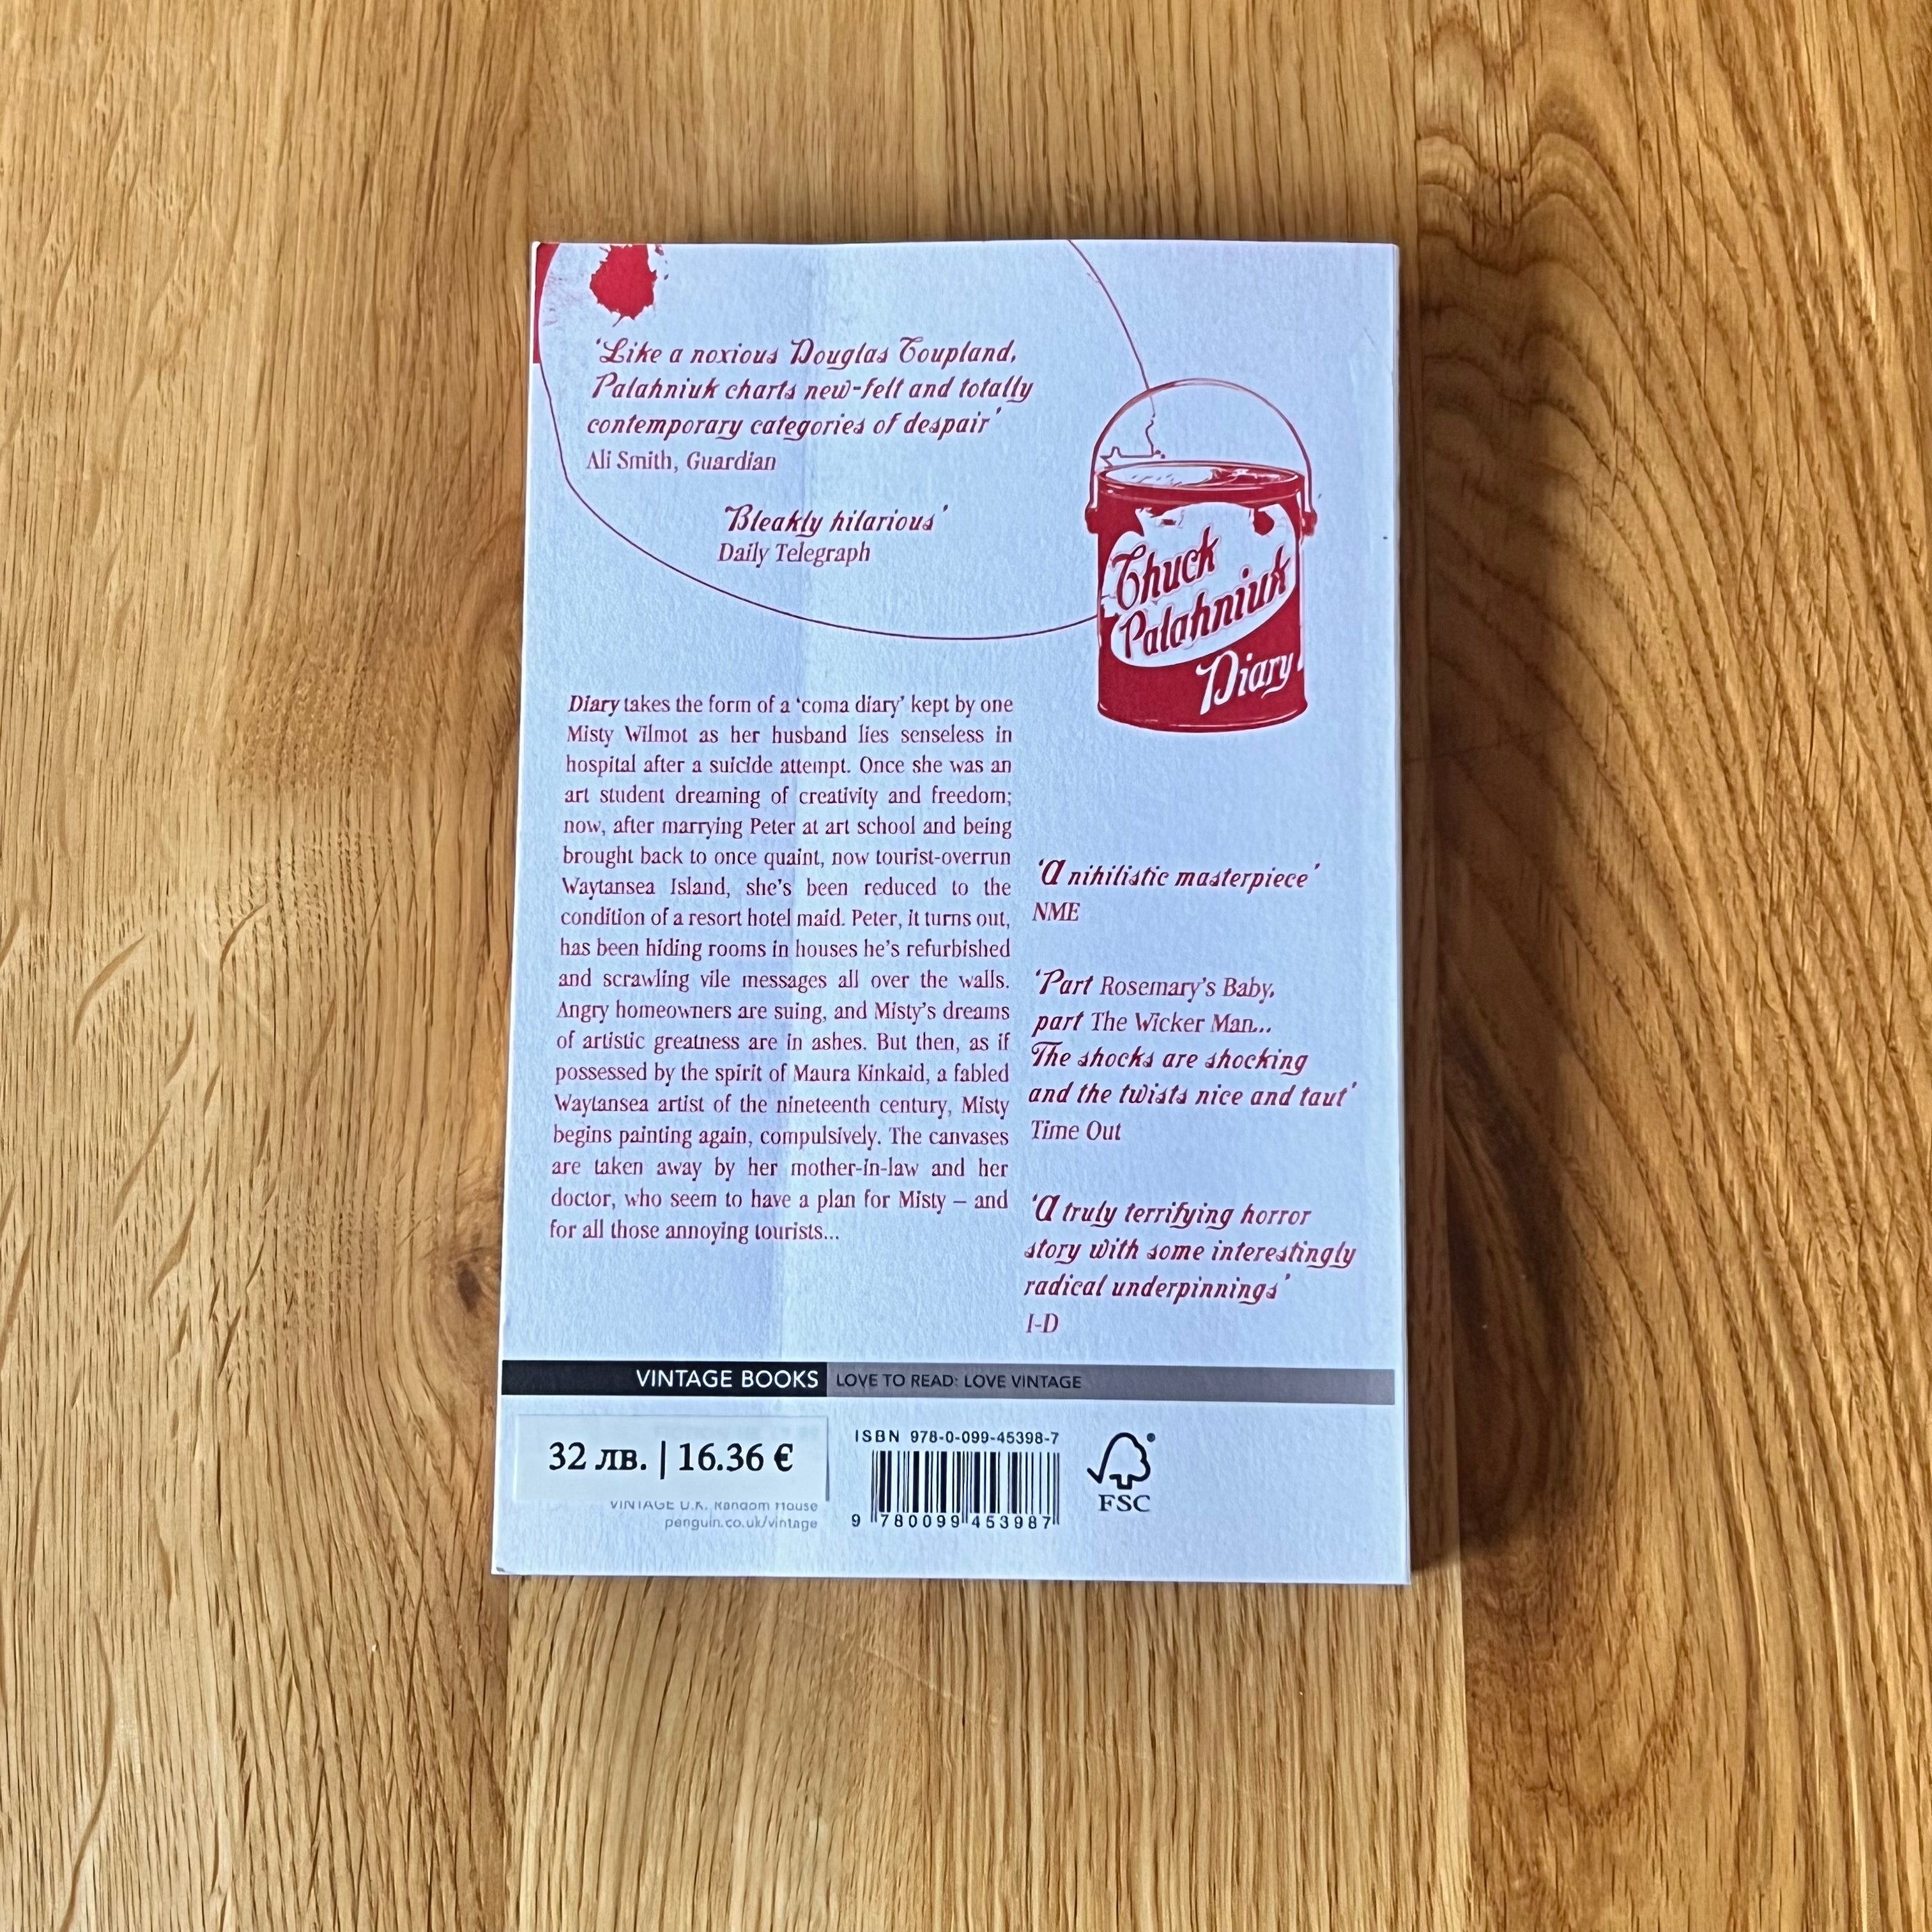 ‘Like a noxious Douglas Coupland,
Palahniuk charts new-felt and totally
contemporary categories of despair’
Ali Smith, Guardian
‘Bleakly hilarious’
Daily Telegraph
Chuck
Palahniuk
Diary
Diary takes the form of a ‘coma diary’ kept by one
Misty Wilmot as her husband lies senseless in
hospital after a suicide attempt. Once she was an
art student dreaming of creativity and freedom;
now, after marrying Peter at art school and being
brought back to once quaint, now tourist-overrun
Waytansea Island, she’s been reduced to the
condition of a resort hotel maid. Peter, it turns out,
has been hiding rooms in houses he’s refurbished
and scrawling vile messages all over the walls.
Angry homeowners are suing, and Misty’s dreams
of artistic greatness are in ashes. But then, as if
possessed by the spirit of Maura Kinkaid, a fabled
Waytansea artist of the nineteenth century, Misty
begins painting again, compulsively. The canvases
are taken away by her mother-in-law and her
doctor, who seem to have a plan for Misty – and
for all those annoying tourists...
‘A nihilistic masterpiece’
NME
‘Part Rosemary’s Baby,
part The Wicker Man...
The shocks are shocking
and the twists nice and taut’
Time Out
‘A truly terrifying horror
story with some interestingly
radical underpinnings’
I-D
VINTAGE BOOKS LOVE TO READ: LOVE VINTAGE
32 лв. | 16.36 €
VINTAGE U.K. Random House
penguin.co.uk/vintage
ISBN 978-0-099-45398-7
9 780099 453987
FSC